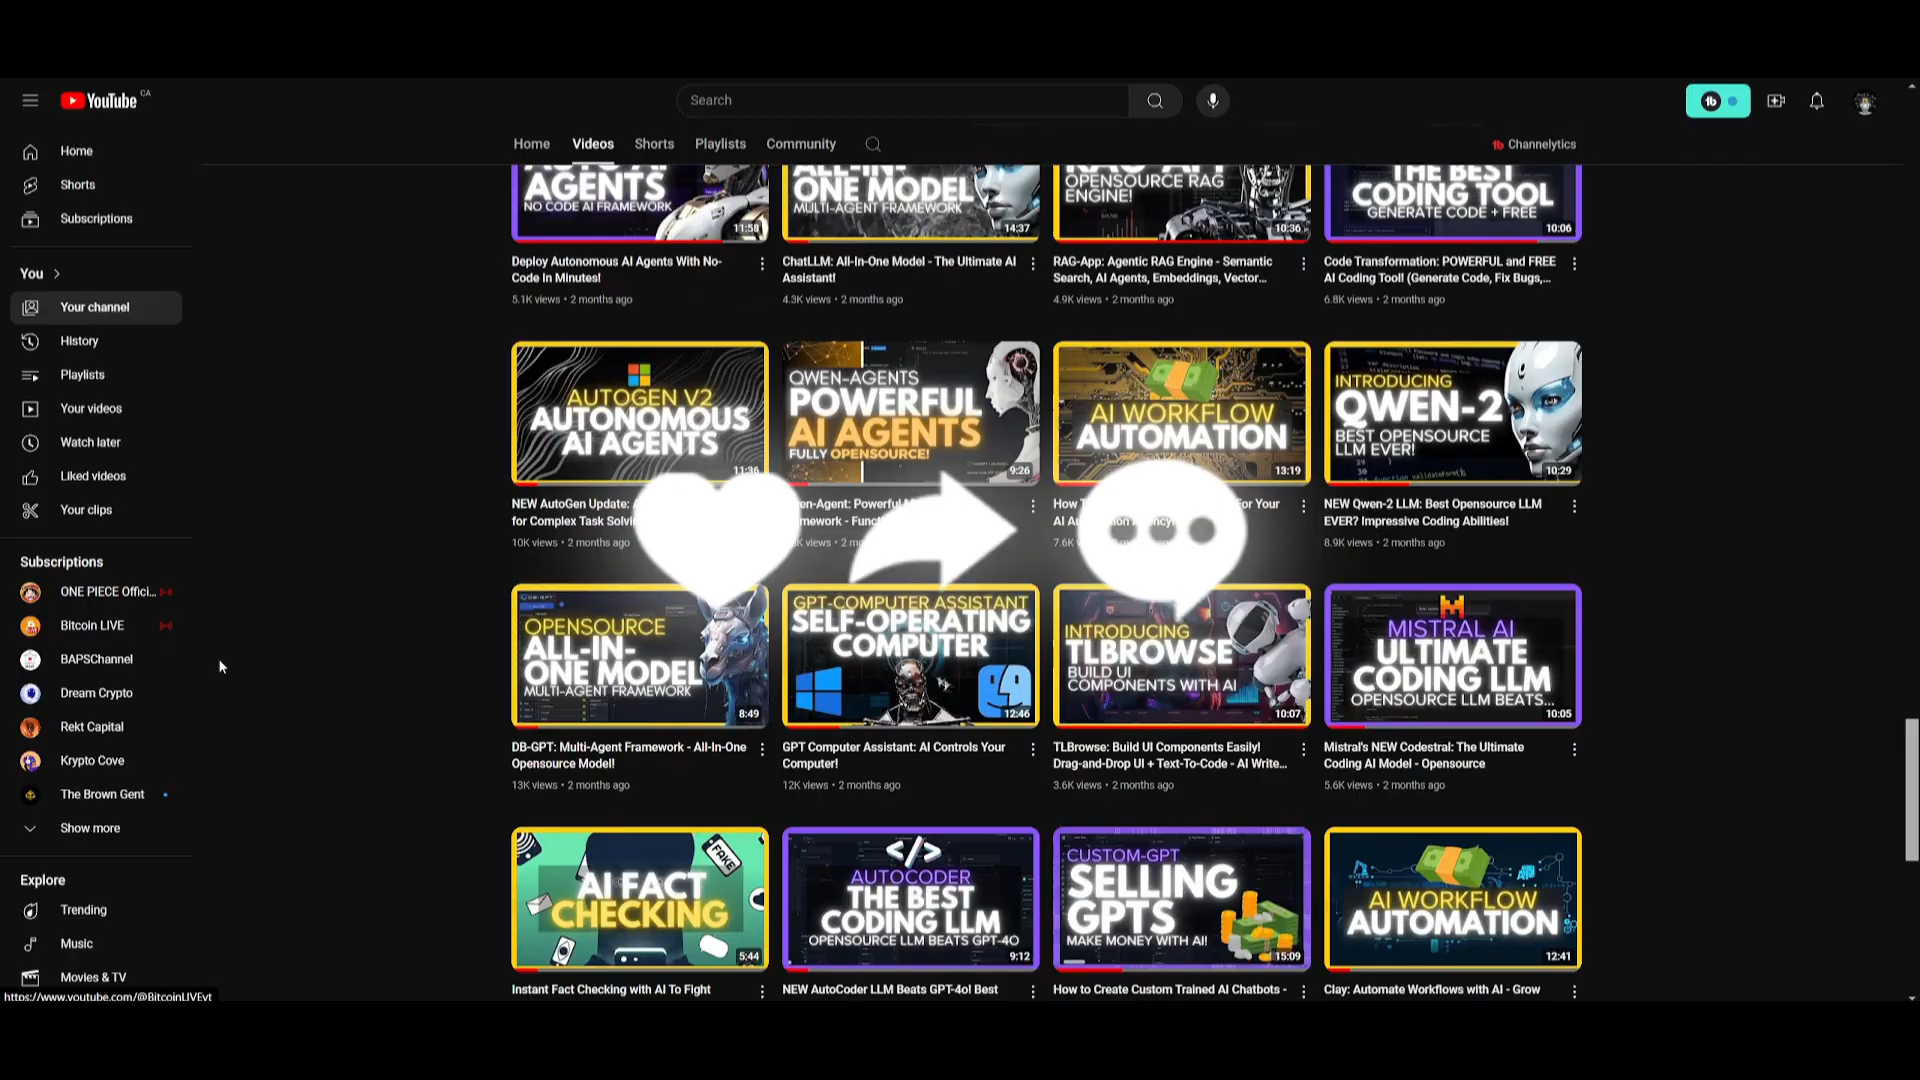 YouTube CA
Search
Home
Shorts
Subscriptions
You
Your channel
History
Playlists
Your videos
Watch later
Liked videos
Your clips
Subscriptions
ONE PIECE Offici...
Bitcoin LIVE
BAPSChannel
Dream Crypto
Rekt Capital
Krypto Cove
The Brown Gent
Show more
Explore
Trending
Music
Movies & TV
https://www.youtube.com/@BitcoinLIVEyt
Home Videos Shorts Playlists Community
Channelytics
AGENTS
NO CODE AI FRAMEWORK
11:58
Deploy Autonomous AI Agents With No-
Code In Minutes!
5.1K views • 2 months ago
ALL-IN-
ONE MODEL
MULTI-AGENT FRAMEWORK
14:37
ChatLLM: All-In-One Model - The Ultimate AI
Assistant!
4.3K views • 2 months ago
OPENSOURCE RAG
ENGINE!
10:36
RAG-App: Agentic RAG Engine - Semantic
Search, AI Agents, Embeddings, Vector...
4.9K views • 2 months ago
THE BEST
CODING TOOL
GENERATE CODE + FREE
10:06
Code Transformation: POWERFUL and FREE
AI Coding Tool! (Generate Code, Fix Bugs,...
6.8K views • 2 months ago
AUTOGEN V2
AUTONOMOUS
AI AGENTS
11:36
NEW AutoGen Update:
for Complex Task
10K views • 2 months ago
QWEN-AGENTS
POWERFUL
AI AGENTS
FULLY OPENSOURCE!
9:26
-Agent: Powerful
AI WORKFLOW
AUTOMATION
13:19
How For Your
AI
7.6K
INTRODUCING
QWEN-2
BEST OPENSOURCE
LLM EVER!
10:29
NEW Qwen-2 LLM: Best Opensource LLM
EVER? Impressive Coding Abilities!
8.9K views • 2 months ago
OPENSOURCE
ALL-IN-
ONE MODEL
MULTI-AGENT FRAMEWORK
8:49
DB-GPT: Multi-Agent Framework - All-In-One
Opensource Model!
13K views • 2 months ago
GPT-COMPUTER ASSISTANT
SELF-OPERATING
COMPUTER
12:46
GPT Computer Assistant: AI Controls Your
Computer!
12K views • 2 months ago
INTRODUCING
TLBROWSE
BUILD UI
COMPONENTS WITH AI
10:07
TLBrowse: Build UI Components Easily!
Drag-and-Drop UI + Text-To-Code - AI Write...
3.6K views • 2 months ago
MISTRAL AI
ULTIMATE
CODING LLM
OPENSOURCE LLM BEATS...
10:05
Mistral's NEW Codestral: The Ultimate
Coding AI Model - Opensource
5.6K views • 2 months ago
FAKE
AI FACT
CHECKING
5:44
Instant Fact Checking with AI To Fight
</>
AUTOCODER
THE BEST
CODING LLM
OPENSOURCE LLM BEATS GPT-4O
9:12
NEW AutoCoder LLM Beats GPT-4o! Best
CUSTOM-GPT
SELLING
GPTS
MAKE MONEY WITH AI!
15:09
How to Create Custom Trained AI Chatbots -
AI WORKFLOW
AUTOMATION
12:41
Clay: Automate Workflows with AI - Grow